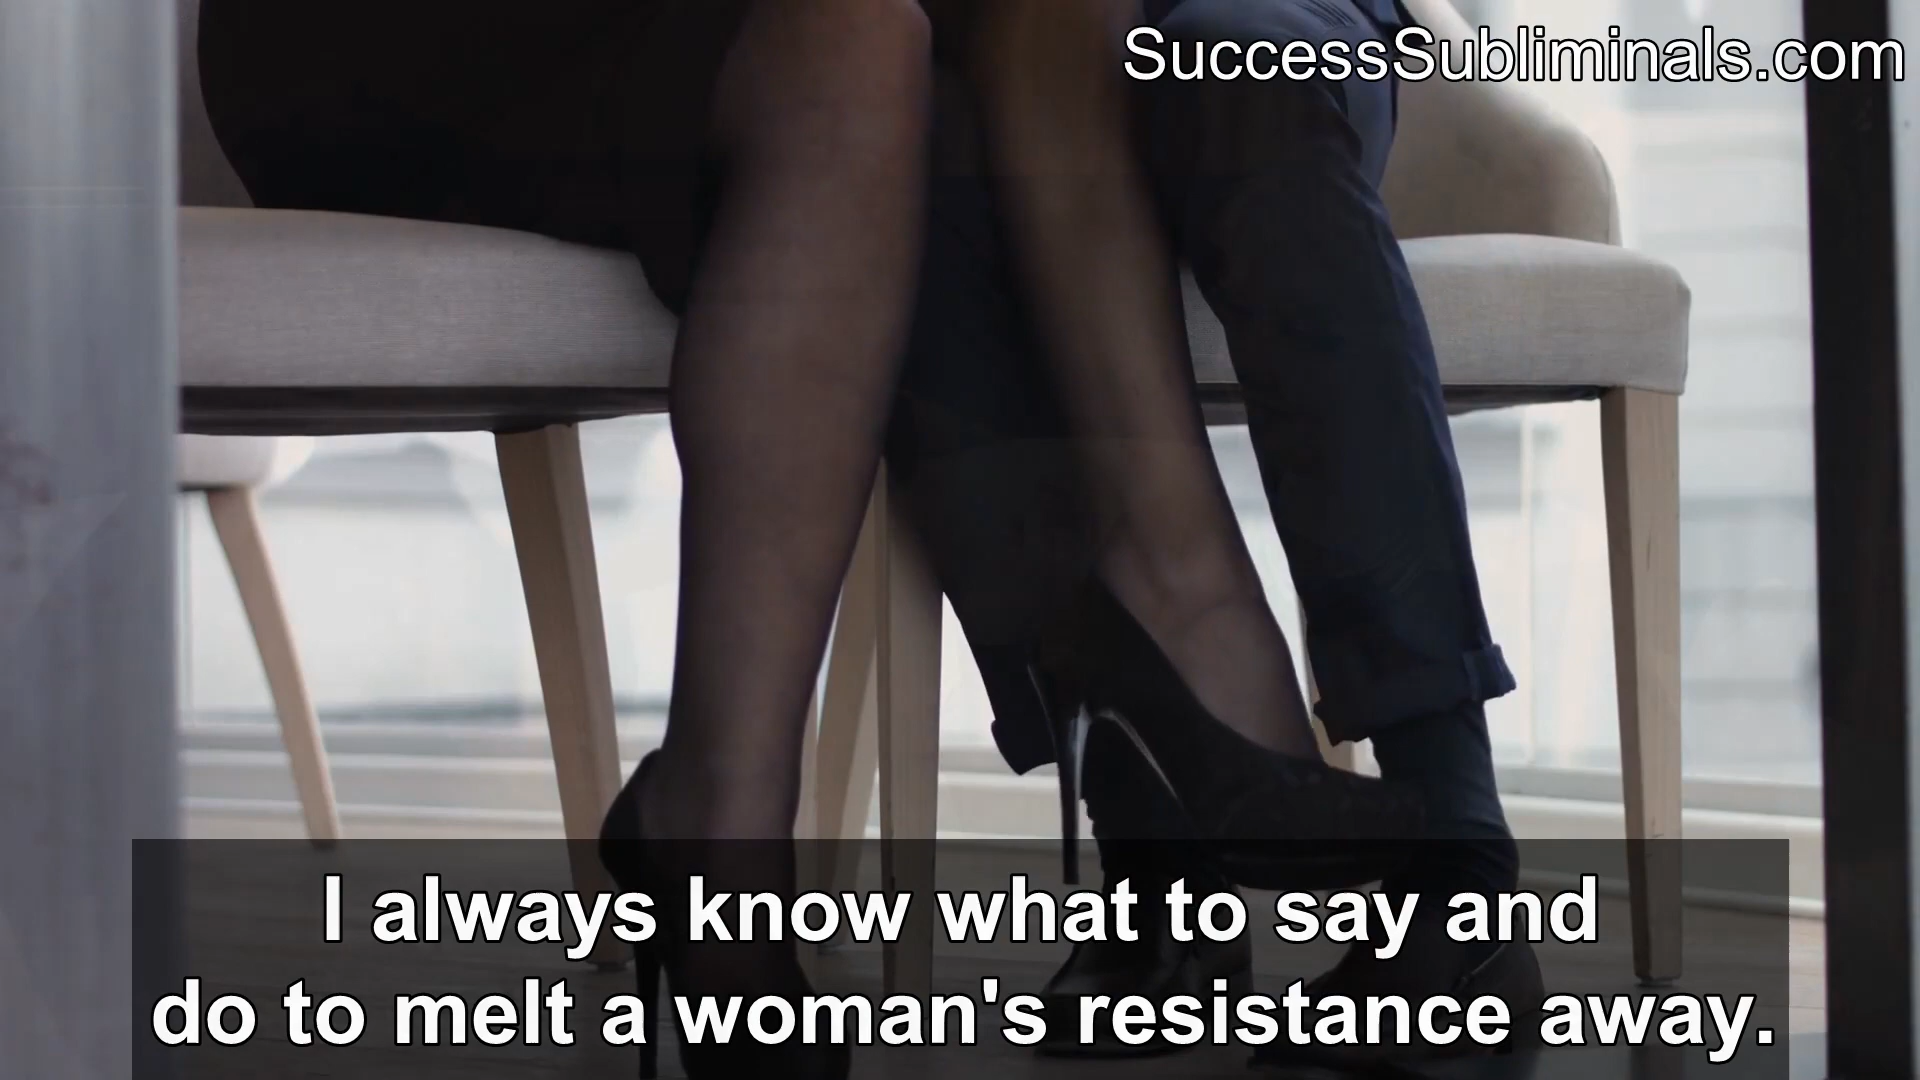 SuccessSubliminals.com
I always know what to say and
do to melt a woman's resistance away.